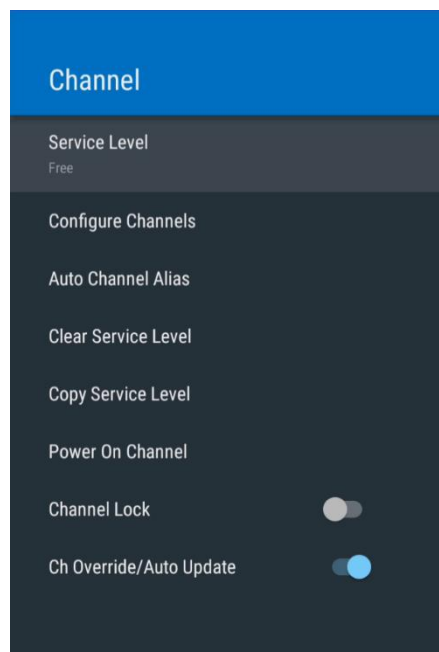 Channel
Service Level
Free
Configure Channels
Auto Channel Alias
Clear Service Level
Copy Service Level
Power On Channel
Channel Lock
Ch Override/Auto Update